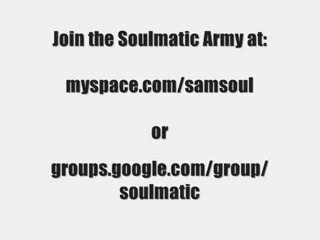 Join the Soulmatic Army at:
myspace.com/samsoul
or
groups.google.com/group/
soulmatic